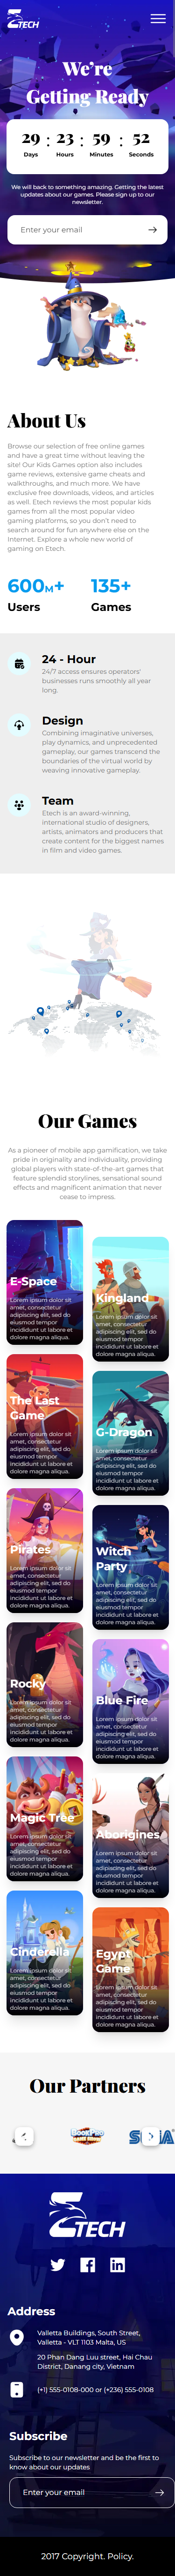 ETECH
We're
Getting Ready
29 : 23 : 59 : 52
Days Hours Minutes Seconds
We will back to something amazing. Getting the latest
updates about our games. Please sign up to our
newsletter.
Enter your email
About Us
Browse our selection of free online games
and have a great time without leaving the
site! Our Kids Games option also includes
game reviews, extensive game cheats and
walkthroughs, and much more. We have
exclusive free downloads, videos, and articles
as well. Etech reviews the most popular kids
games from all the most popular video
gaming platforms, so you don't need to
search around for fun anywhere else on the
Internet. Explore a whole new world of
gaming on Etech.
600M+ 135+
Users Games
24 - Hour
24/7 access ensures operators'
businesses runs smoothly all year
long.
Design
Combining imaginative universes,
play dynamics, and unprecedented
gameplay, our games transcend the
boundaries of the virtual world by
weaving innovative gameplay.
Team
Etech is an award-winning,
international studio of designers,
artists, animators and producers that
create content for the biggest names
in film and video games.
Our Games
As a pioneer of mobile app gamification, we take
pride in originality and individuality, providing
global players with state-of-the-art games that
feature splendid storylines, sensational sound
effects and magnificent animation that never
cease to impress.
E-Space
Lorem ipsum dolor sit
amet, consectetur
adipiscing elit, sed do
eiusmod tempor
incididunt ut labore et
dolore magna aliqua.
Kingland
Lorem ipsum dolor sit
amet, consectetur
adipiscing elit, sed do
eiusmod tempor
incididunt ut labore et
dolore magna aliqua.
The Last
Game
Lorem ipsum dolor sit
amet, consectetur
adipiscing elit, sed do
eiusmod tempor
incididunt ut labore et
dolore magna aliqua.
G-Dragon
Lorem ipsum dolor sit
amet, consectetur
adipiscing elit, sed do
eiusmod tempor
incididunt ut labore et
dolore magna aliqua.
Pirates
Lorem ipsum dolor sit
amet, consectetur
adipiscing elit, sed do
eiusmod tempor
incididunt ut labore et
dolore magna aliqua.
Witch
Party
Lorem ipsum dolor sit
amet, consectetur
adipiscing elit, sed do
eiusmod tempor
incididunt ut labore et
dolore magna aliqua.
Rocky
Lorem ipsum dolor sit
amet, consectetur
adipiscing elit, sed do
eiusmod tempor
incididunt ut labore et
dolore magna aliqua.
Blue Fire
Lorem ipsum dolor sit
amet, consectetur
adipiscing elit, sed do
eiusmod tempor
incididunt ut labore et
dolore magna aliqua.
Magic Tree
Lorem ipsum dolor sit
amet, consectetur
adipiscing elit, sed do
eiusmod tempor
incididunt ut labore et
dolore magna aliqua.
Aborigines
Lorem ipsum dolor sit
amet, consectetur
adipiscing elit, sed do
eiusmod tempor
incididunt ut labore et
dolore magna aliqua.
Cinderella
Lorem ipsum dolor sit
amet, consectetur
adipiscing elit, sed do
eiusmod tempor
incididunt ut labore et
dolore magna aliqua.
Egypt
Game
Lorem ipsum dolor sit
amet, consectetur
adipiscing elit, sed do
eiusmod tempor
incididunt ut labore et
dolore magna aliqua.
Our Partners
ETECH
Address
Valletta Buildings, South Street,
Valletta - VLT 1103 Malta, US
20 Phan Dang Luu street, Hai Chau
District, Danang city, Vietnam
(+1) 555-0108-000 or (+236) 555-0108
Subscribe
Subscribe to our newsletter and be the first to
know about our updates
Enter your email
2017 Copyright. Policy.